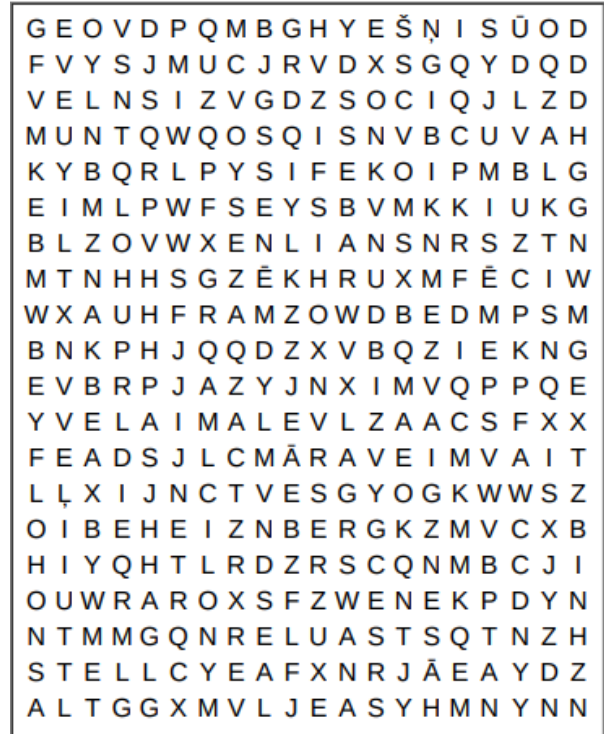 G E O V D P Q M B G H Y E Š Ņ I S Ū O D
F V Y S J M U C J R V D X S G Q Y D Q D
V E L N S I Z V G D Z S O C I Q J L Z D
M U N T Q W Q O S Q I S N V B C U V A H
K Y B Q R L P Y S I F E K O I P M B L G
E I M L P W F S E Y S B V M K K I U K G
B L Z O V W X E N L I A N S N R S Z T N
M T N H H S G Z Ē K H R U X M F Ē C I W
W X A U H F R A M Z O W D B E D M P S M
B N K P H J Q Q D Z X V B Q Z I E K N G
E V B R P J A Z Y J N X I M V Q P P Q E
Y V E L A I M A L E V L Z A A C S F X X
F E A D S J L C M Ā R A V E I M V A I T
L Ļ X I J N C T V E S G Y O G K W W S Z
O I B E H E I Z N B E R G K Z M V C X B
H I Y Q H T L R D Z R S C Q N M B C J I
O U W R A R O X S F Z W E N E K P D Y N
N T M M G Q N R E L U A S T S Q T N Z H
S T E L L C Y E A F X N R J Ā E A Y D Z
A L T G G X M V L J E A S Y H M N Y N N